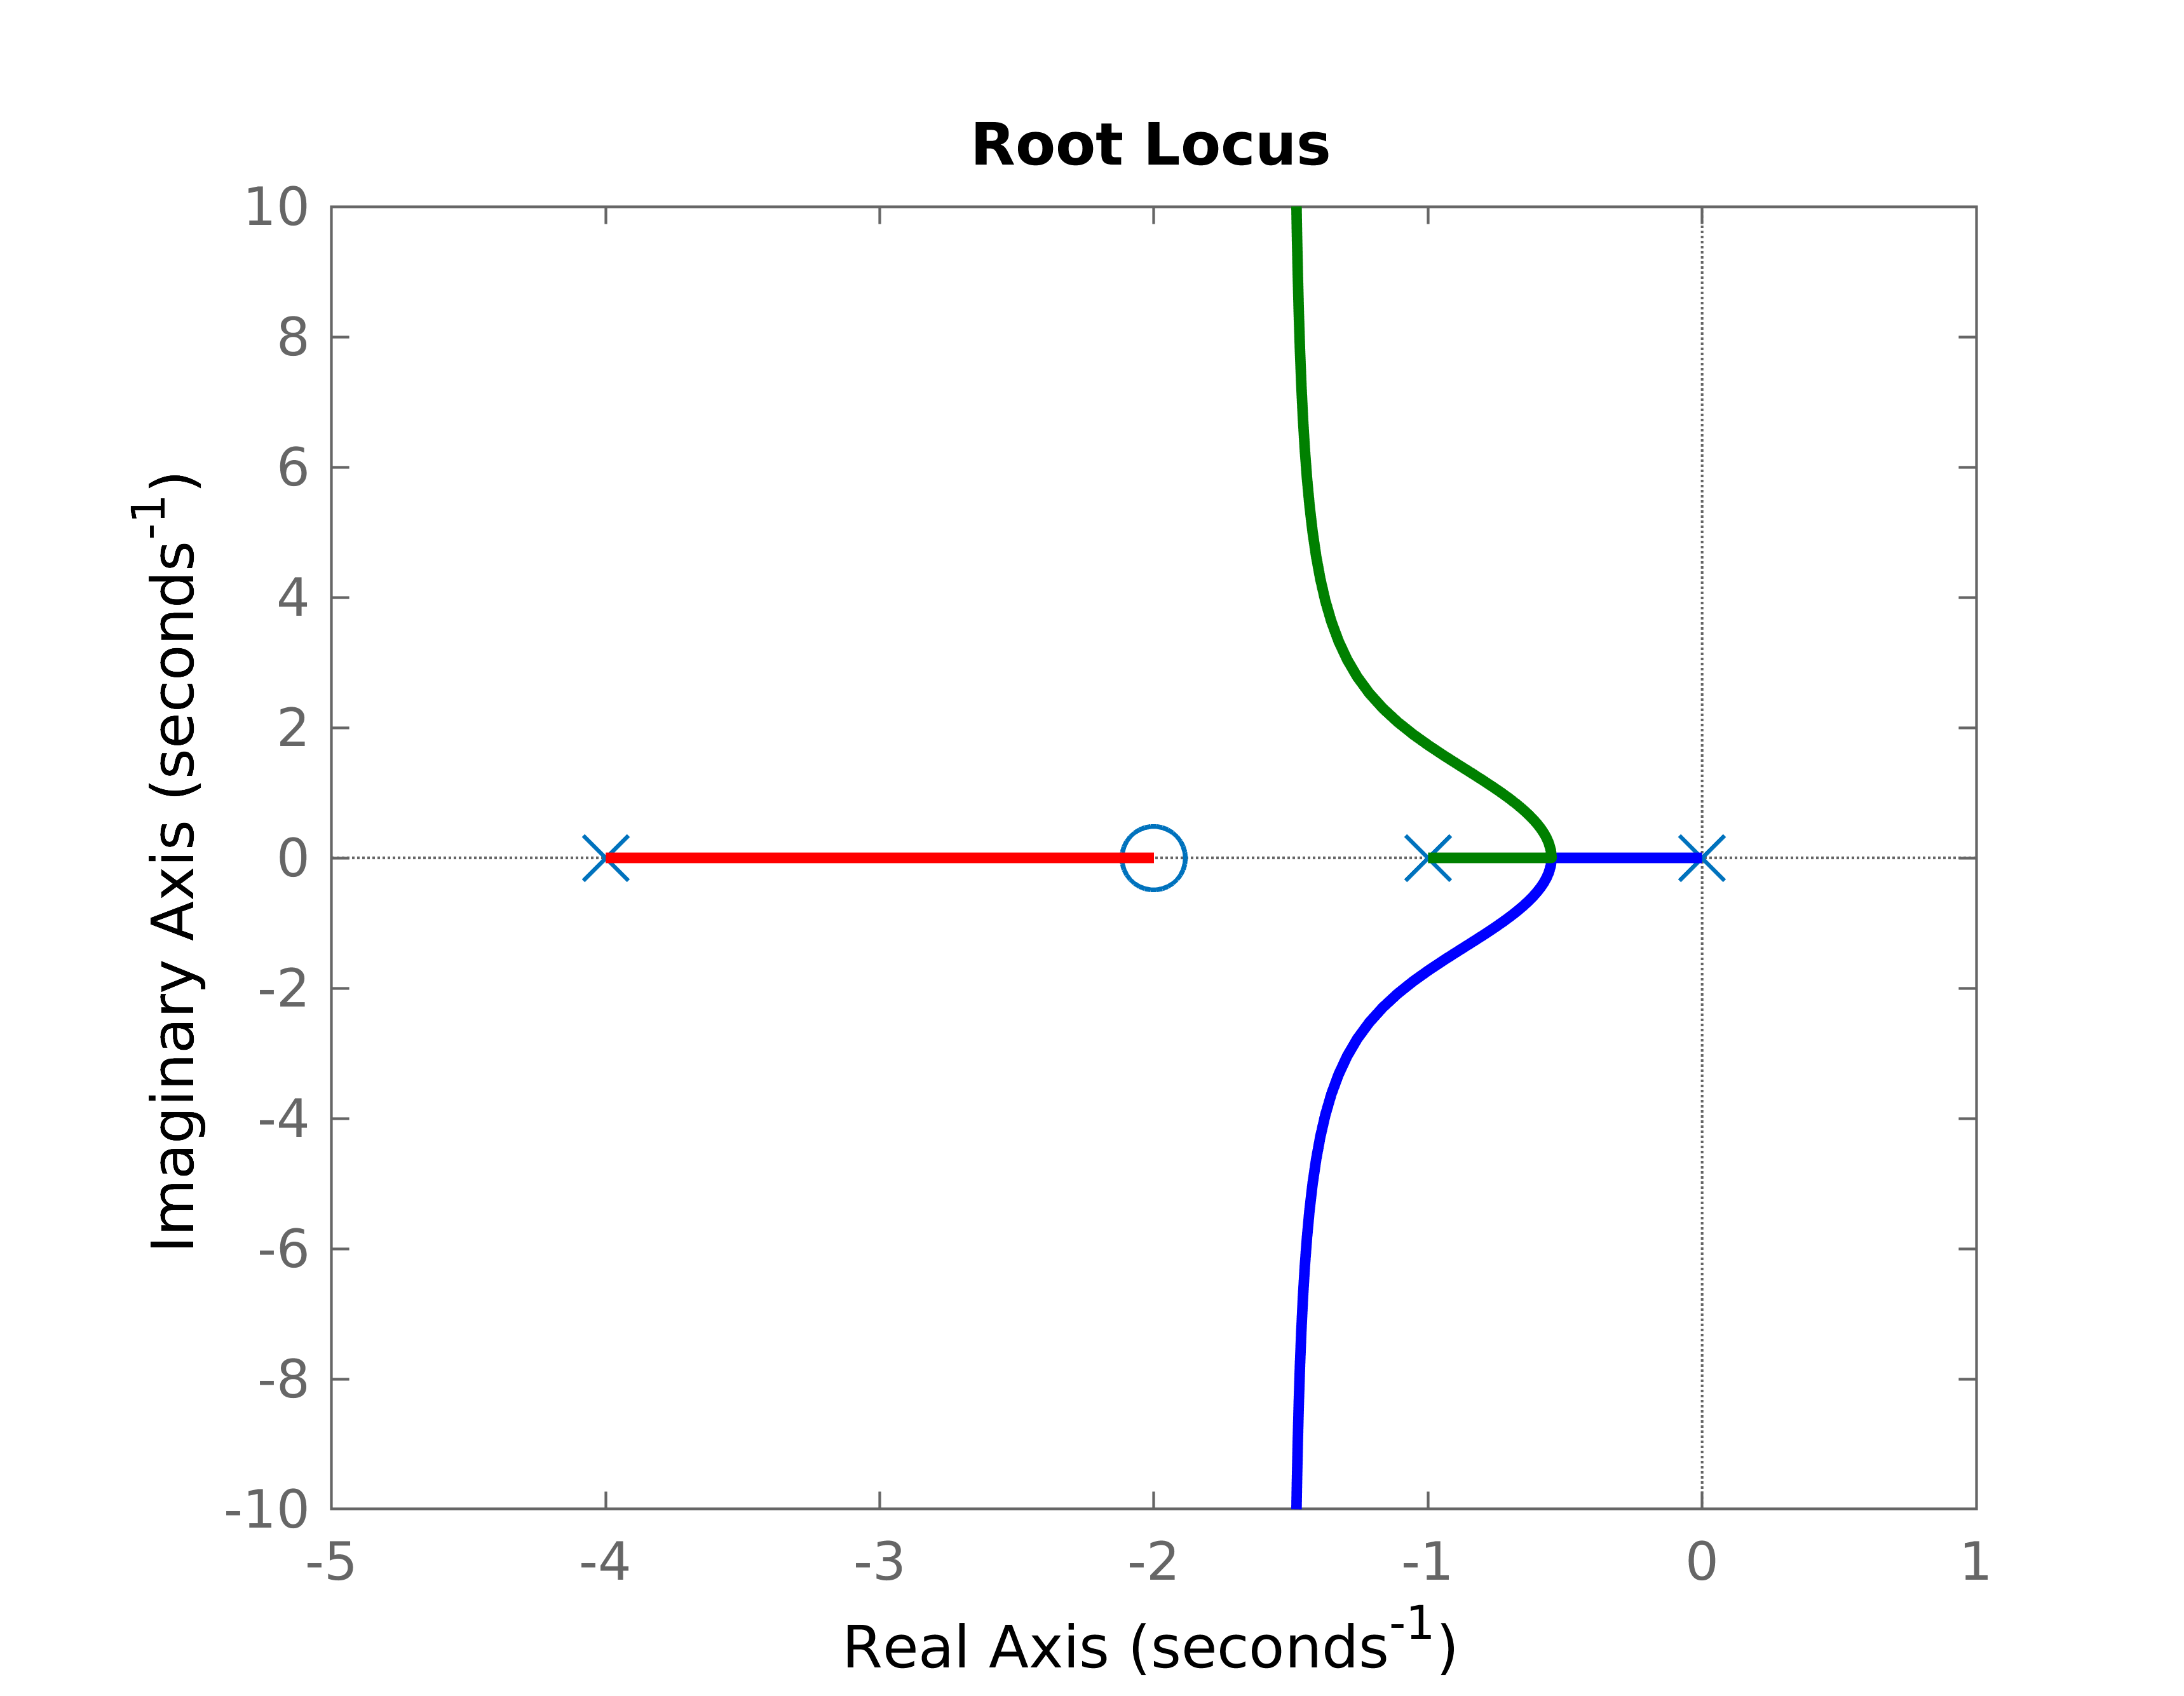 Root Locus
10
8
6
4
2
0
-2
-4
-6
-8
-10
Imaginary Axis (seconds⁻¹)
-5 -4 -3 -2 -1 0 1
Real Axis (seconds⁻¹)